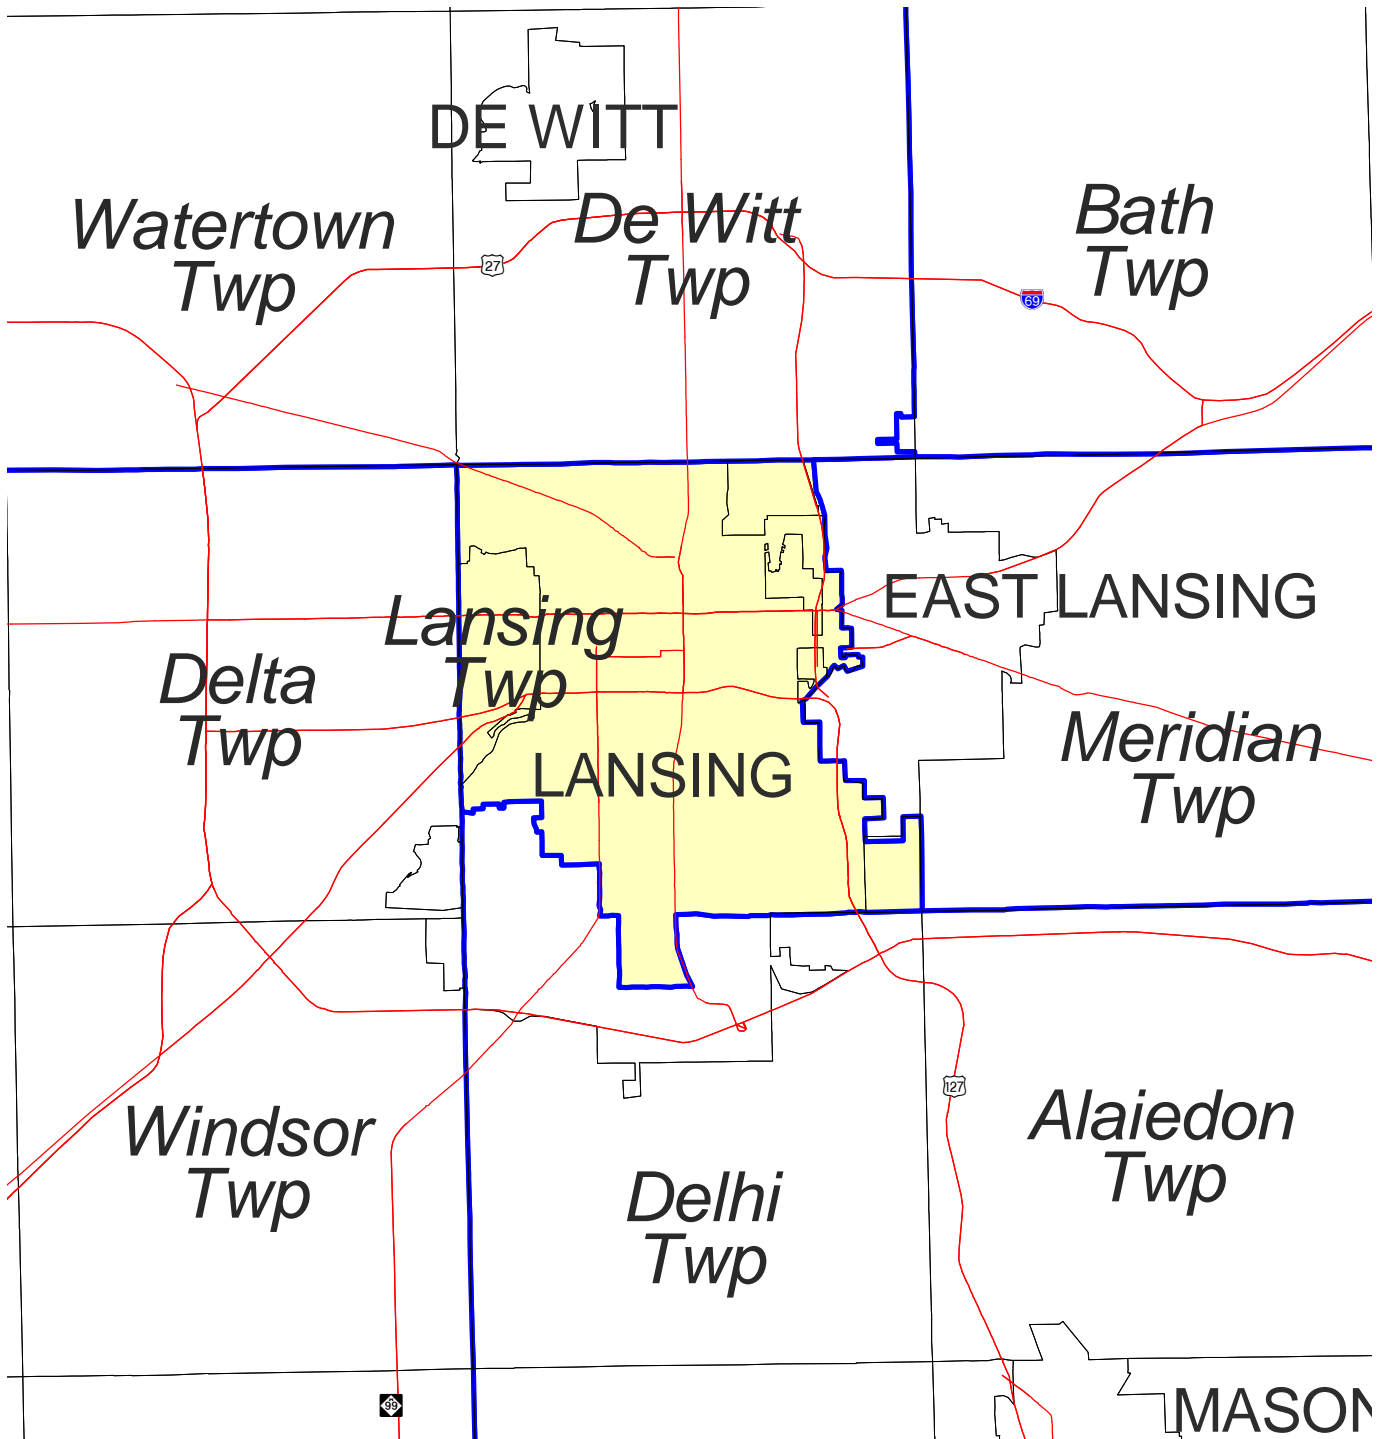 DE WITT
Watertown
Twp
De Witt
Twp
Bath
Twp
27
69
EAST LANSING
Lansing
Twp
Delta
Twp
LANSING
Meridian
Twp
127
Windsor
Twp
Delhi
Twp
Alaiedon
Twp
99
MASON